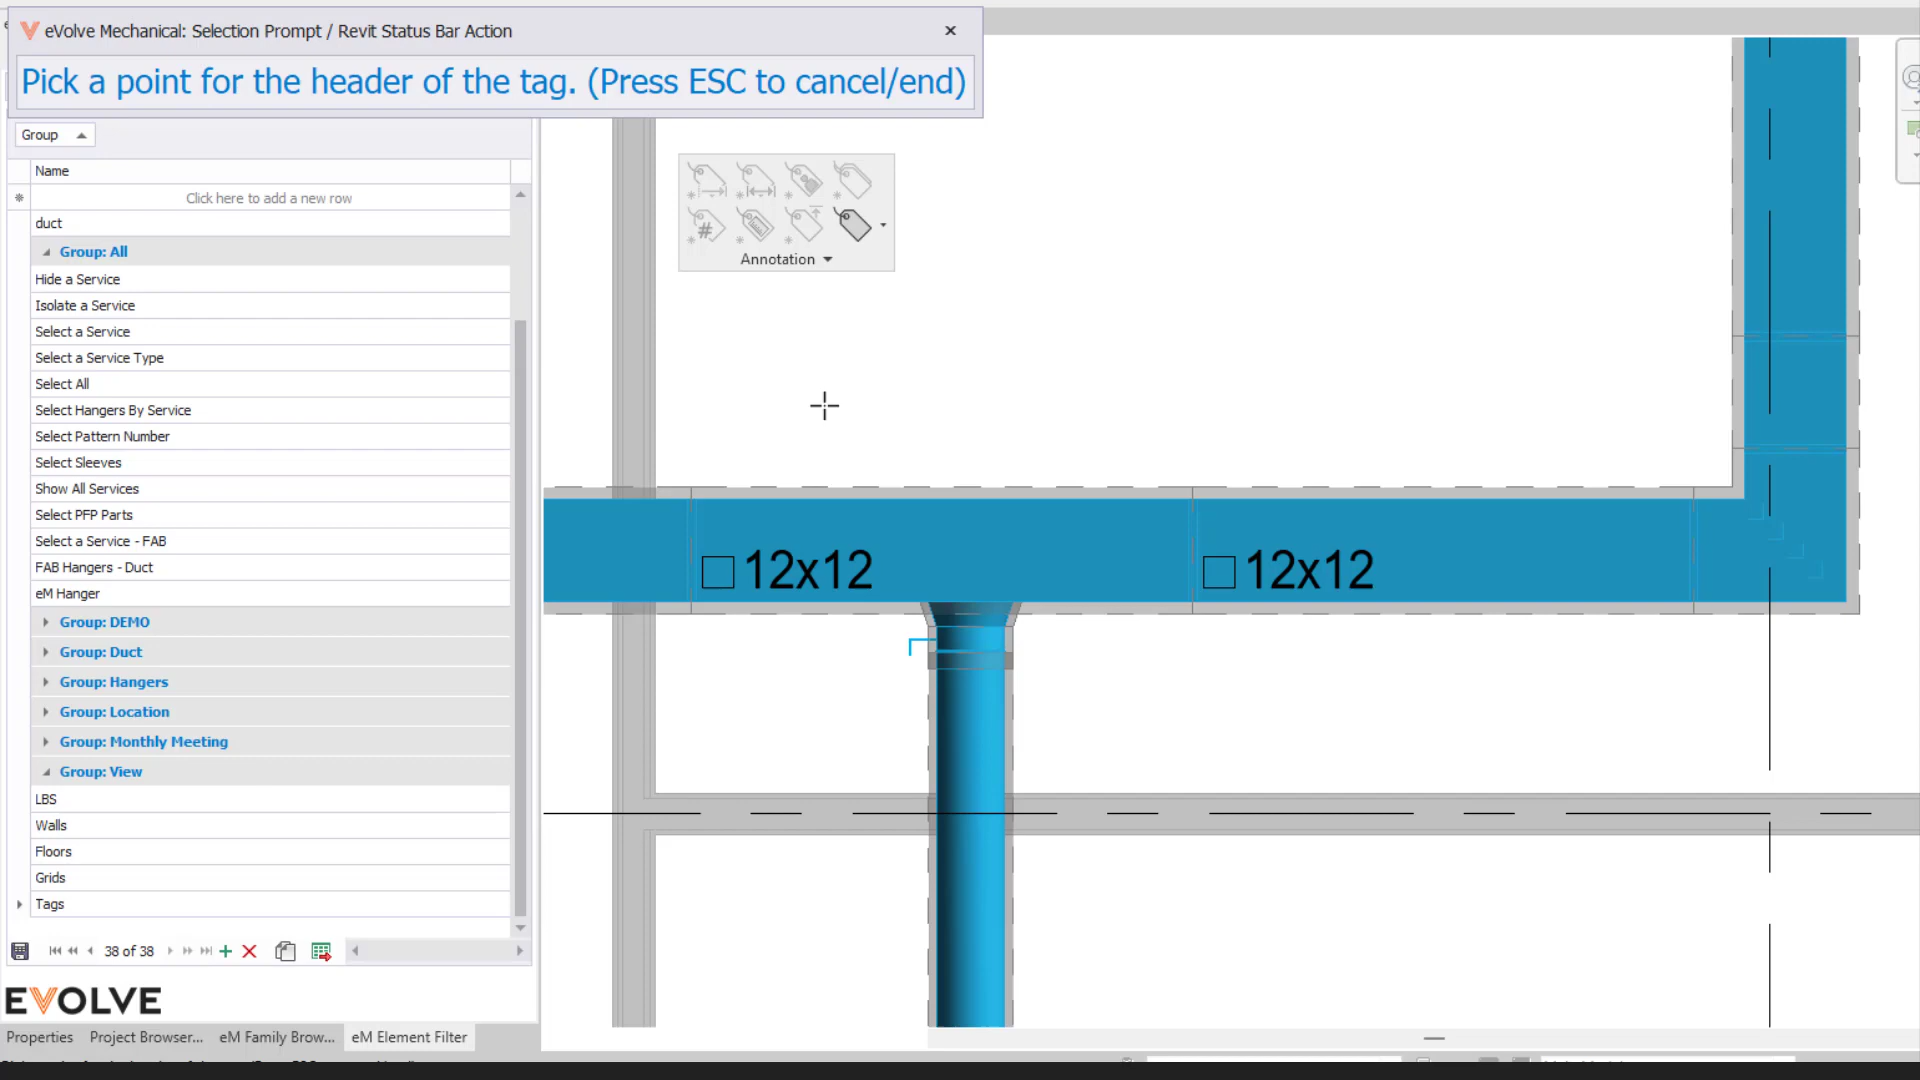 eVolve Mechanical: Selection Prompt / Revit Status Bar Action
Pick a point for the header of the tag. (Press ESC to cancel/end)
Group
Name
Click here to add a new row
duct
Group: All
Hide a Service
Isolate a Service
Select a Service
Select a Service Type
Select All
Select Hangers By Service
Select Pattern Number
Select Sleeves
Show All Services
Select PFP Parts
Select a Service - FAB
FAB Hangers - Duct
eM Hanger
Group: DEMO
Group: Duct
Group: Hangers
Group: Location
Group: Monthly Meeting
Group: View
LBS
Walls
Floors
Grids
Tags
38 of 38
EVOLVE
Properties
Project Browser...
eM Family Brow...
eM Element Filter
#
Annotation
12x12
12x12